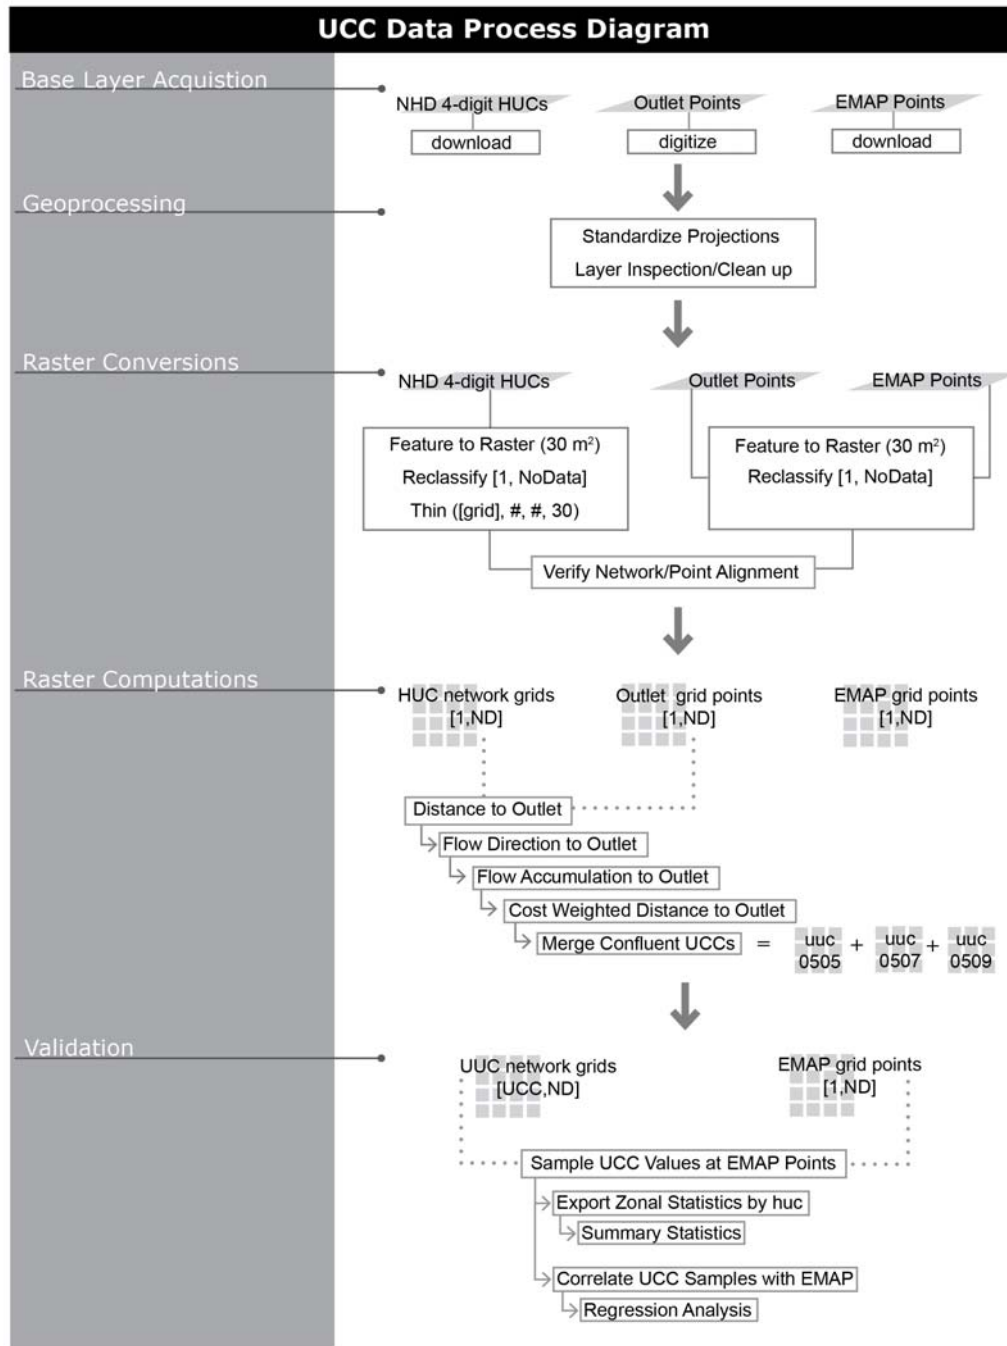 UCC Data Process Diagram
Base Layer Acquistion
NHD 4-digit HUCs
Outlet Points
EMAP Points
download
digitize
download
Geoprocessing
Standardize Projections
Layer Inspection/Clean up
Raster Conversions
NHD 4-digit HUCs
Outlet Points
EMAP Points
Feature to Raster (30 m²)
Reclassify [1, NoData]
Thin ([grid], #, #, 30)
Feature to Raster (30 m²)
Reclassify [1, NoData]
Verify Network/Point Alignment
Raster Computations
HUC network grids
[1,ND]
Outlet grid points
[1,ND]
EMAP grid points
[1,ND]
Distance to Outlet
Flow Direction to Outlet
Flow Accumulation to Outlet
Cost Weighted Distance to Outlet
Merge Confluent UCCs
=
uuc
0505
+
uuc
0507
+
uuc
0509
Validation
UUC network grids
[UCC,ND]
EMAP grid points
[1,ND]
Sample UCC Values at EMAP Points
Export Zonal Statistics by huc
Summary Statistics
Correlate UCC Samples with EMAP
Regression Analysis